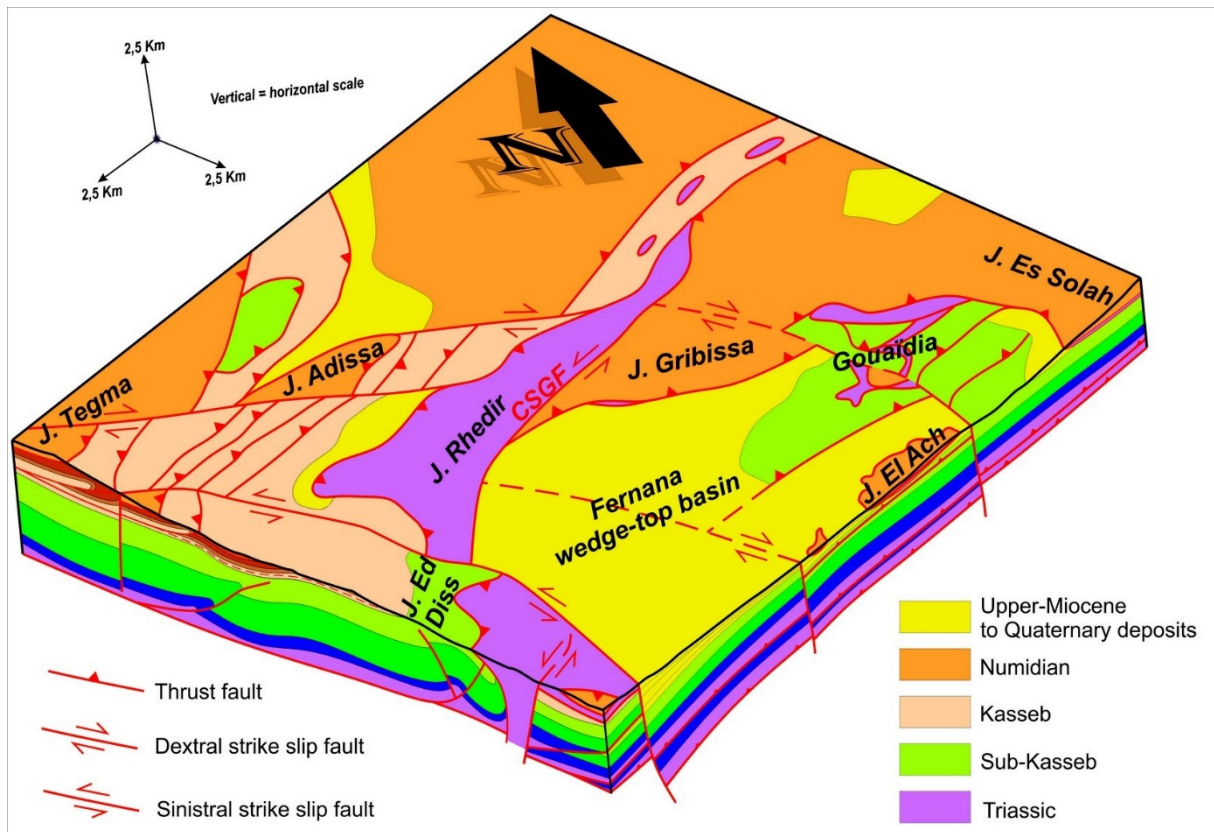 2,5 Km
Vertical = horizontal scale
2,5 Km
2,5 Km
N
J. Es Solah
Gouaïdia
J. Gribissa
J. Adissa
J. Tegma
CSGF
J. Rhedir
J. El Ach
Fernana
wedge-top basin
J. Ed
Diss
Thrust fault
Dextral strike slip fault
Sinistral strike slip fault
Upper-Miocene
to Quaternary deposits
Numidian
Kasseb
Sub-Kasseb
Triassic